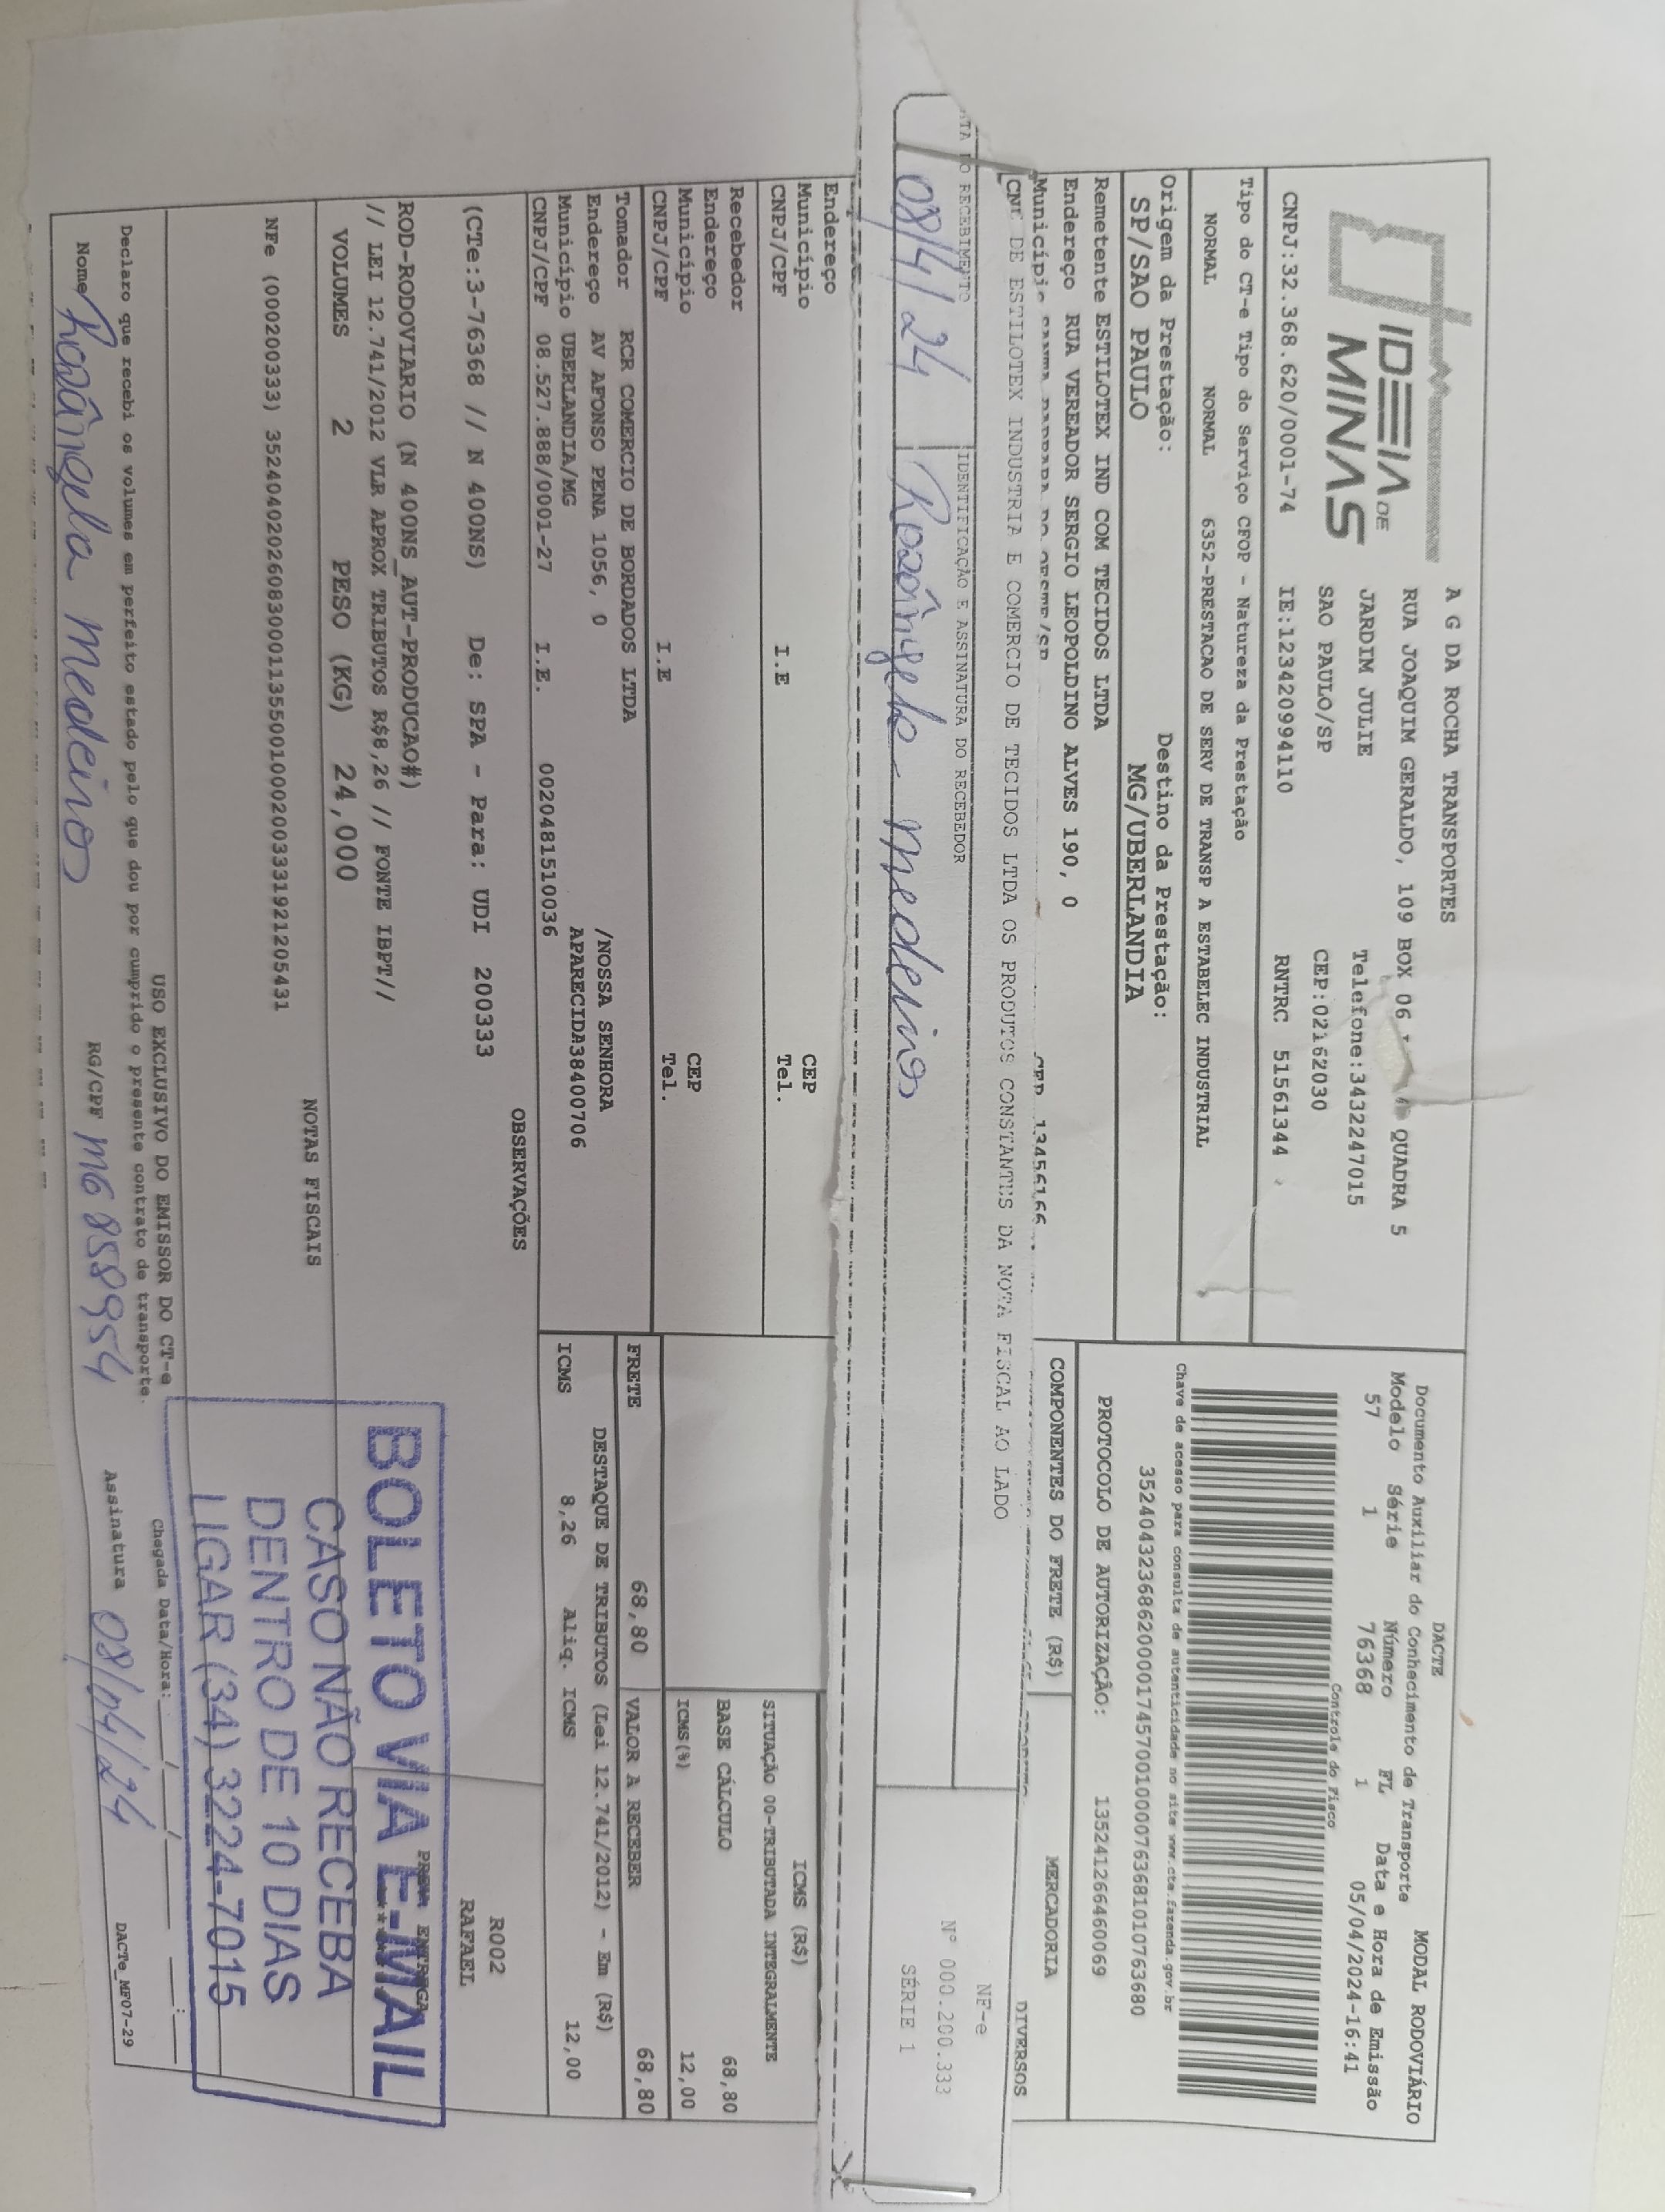 IDEIA DE
MINAS
A G DA ROCHA TRANSPORTES
RUA JOAQUIM GERALDO, 109 BOX 06 QUADRA 5
JARDIM JULIE Telefone:3432247015
SAO PAULO/SP CEP:02162030
CNPJ:32.368.620/0001-74 IE:123420994110 RNTRC 51561344
Tipo do CT-e Tipo do Serviço CFOP - Natureza da Prestação
NORMAL NORMAL 6352-PRESTACAO DE SERV DE TRANSP A ESTABELEC INDUSTRIAL
Origem da Prestação: Destino da Prestação:
SP/SAO PAULO MG/UBERLANDIA
Remetente ESTILOTEX IND COM TECIDOS LTDA
Endereço RUA VEREADOR SERGIO LEOPOLDINO ALVES 190, 0
Município SANTA BARBARA DO OESTE/SP CEP 13456166
DACTE MODAL RODOVIÁRIO
Documento Auxiliar do Conhecimento de Transporte
Modelo Série Número FL Data e Hora de Emissão
57 1 76368 1 05/04/2024-16:41
Controle do Fisco
Chave de acesso para consulta de autenticidade no site www.cte.fazenda.gov.br
35240432368620000174570010000763681010763680
PROTOCOLO DE AUTORIZAÇÃO: 135241266460069
COMPONENTES DO FRETE (R$) MERCADORIA DIVERSOS
DE ESTILOTEX INDUSTRIA E COMERCIO DE TECIDOS LTDA OS PRODUTOS CONSTANTES DA NOTA FISCAL AO LADO
DO RECEBIMENTO IDENTIFICAÇÃO E ASSINATURA DO RECEBEDOR
08/4/24 Rosângela medeiros
NF-e
Nº 000.200.333
SÉRIE 1
Endereço
Município CEP
CNPJ/CPF I.E Tel.
Recebedor
Endereço
Município CEP
CNPJ/CPF I.E Tel.
Tomador RCR COMERCIO DE BORDADOS LTDA
Endereço AV AFONSO PENA 1056, 0 /NOSSA SENHORA
Município UBERLANDIA/MG APARECIDA38400706
CNPJ/CPF 08.527.888/0001-27 I.E. 0020481510036
ICMS (R$)
SITUAÇÃO 00-TRIBUTADA INTEGRALMENTE
BASE CÁLCULO 68,80
ICMS(%) 12,00
FRETE 68,80 VALOR A RECEBER 68,80
DESTAQUE DE TRIBUTOS (Lei 12.741/2012) - Em (R$)
ICMS 8,26 Aliq. ICMS 12,00
OBSERVAÇÕES
(CTe:3-76368 // N 400NS) De: SPA - Para: UDI 200333
R002
RAFAEL
ROD-RODOVIARIO (N 400NS_AUT-PRODUCAO#)
// LEI 12.741/2012 VLR APROX TRIBUTOS R$8,26 // FONTE IBPT//
VOLUMES 2 PESO (KG) 24,000
NOTAS FISCAIS
NFe (000200333) 35240402026083000113550010002003331921205431
BOLETO VIA E-MAIL
CASO NÃO RECEBA
DENTRO DE 10 DIAS
LIGAR (34) 3224-7015
USO EXCLUSIVO DO EMISSOR DO CT-e
Declaro que recebi os volumes em perfeito estado pelo que dou por cumprido o presente contrato de transporte.
Chegada Data/Hora:___/___/___ ___:___
Nome Rosângela medeiros RG/CPF MG 8558954 Assinatura 08/04/24
DACTe_MF07-29